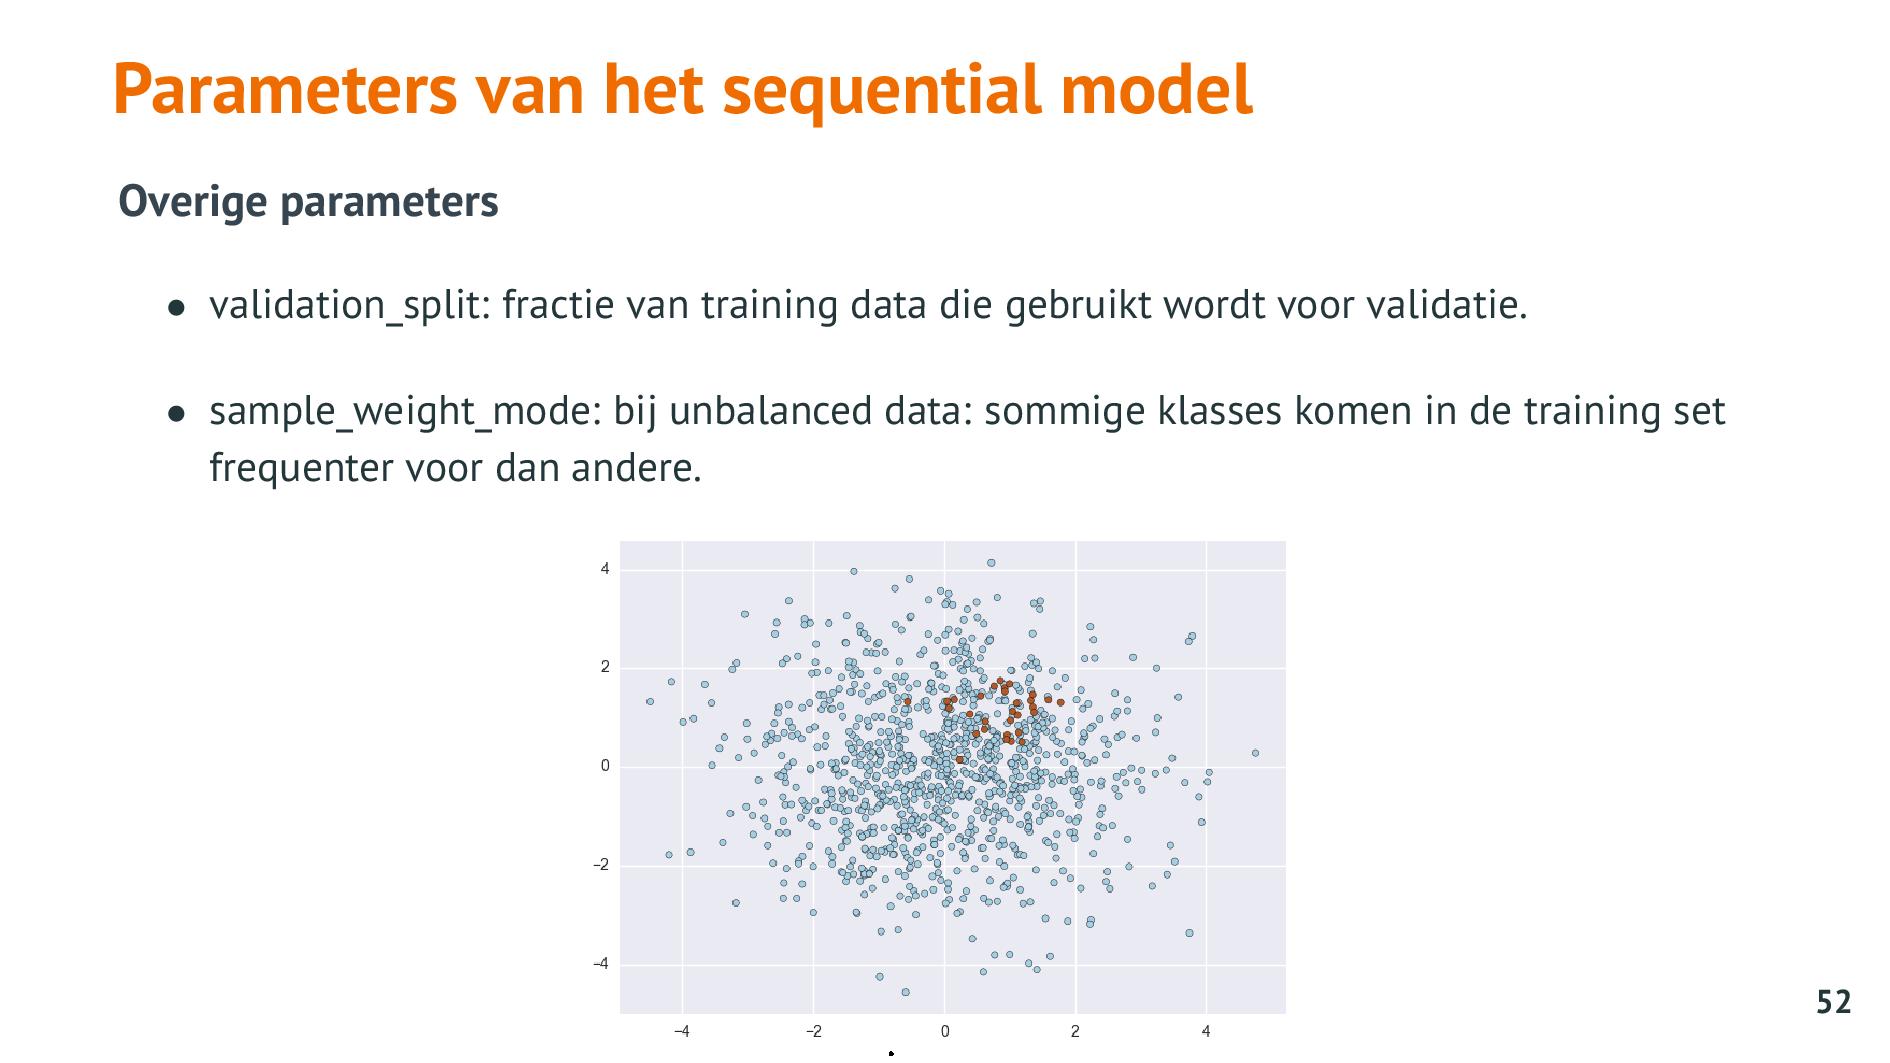 Parameters van het sequential model
Overige parameters
● validation_split: fractie van training data die gebruikt wordt voor validatie.
● sample_weight_mode: bij unbalanced data: sommige klasses komen in de training set
frequenter voor dan andere.
4
2
0
−2
−4
−4 −2 0 2 4
52